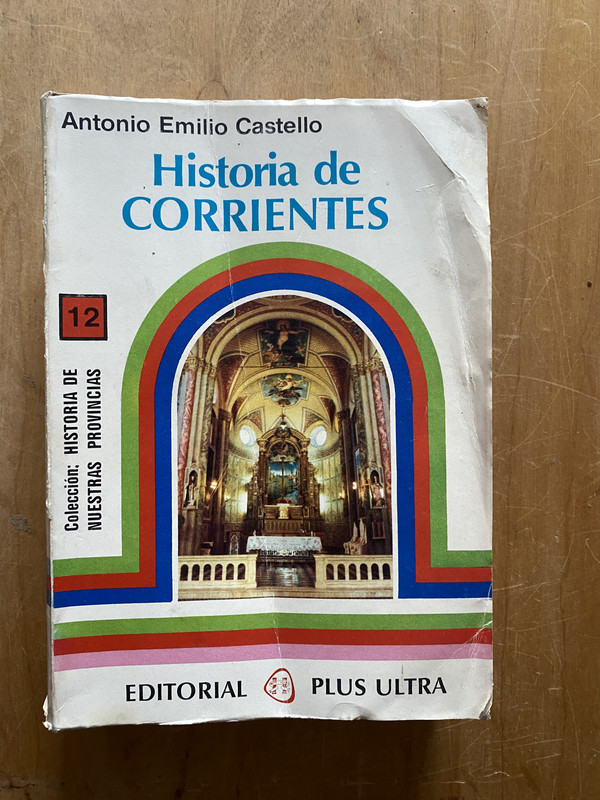 Antonio Emilio Castello
Historia de
CORRIENTES
12
Colección: HISTORIA DE
NUESTRAS PROVINCIAS
EDITORIAL PLUS ULTRA